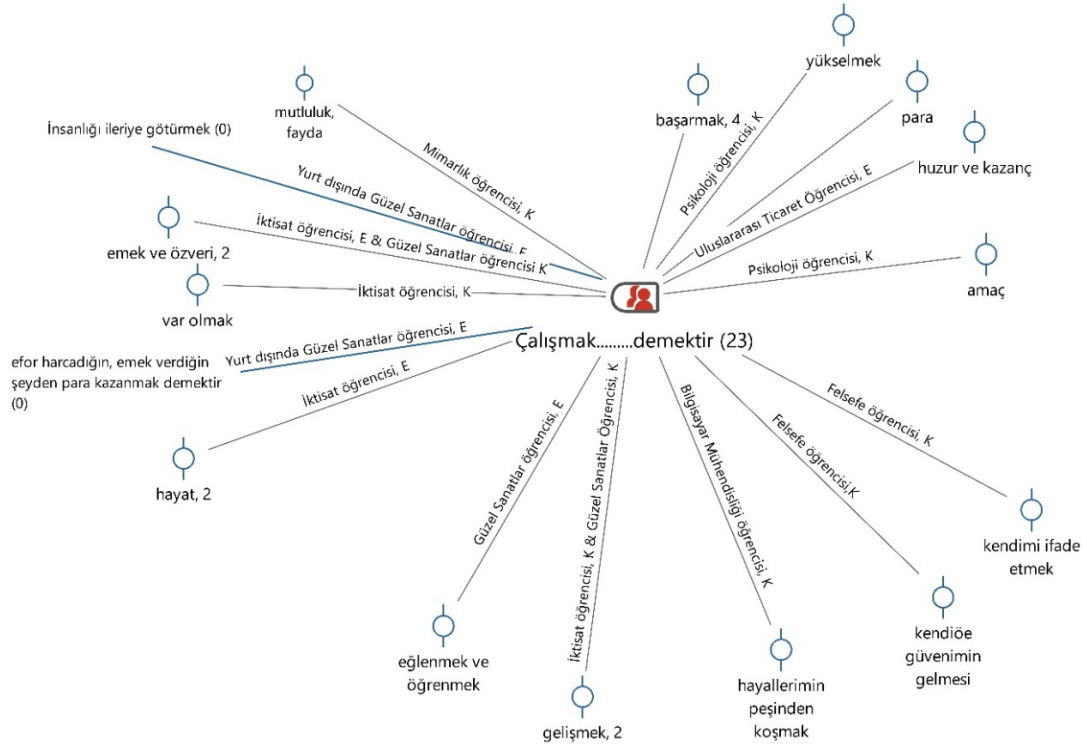 yükselmek
mutluluk,
fayda
başarmak, 4
para
İnsanlığı ileriye götürmek (0)
huzur ve kazanç
Mimarlık öğrencisi, K
Psikoloji öğrencisi, K
Yurt dışında Güzel Sanatlar öğrencisi, E
Uluslararası Ticaret Öğrencisi, E
emek ve özveri, 2
İktisat öğrencisi, E & Güzel Sanatlar öğrencisi K
Psikoloji öğrencisi, K
amaç
var olmak
İktisat öğrencisi, K
Çalışmak.........demektir (23)
efor harcadığın, emek verdiğin
şeyden para kazanmak demektir
(0)
Yurt dışında Güzel Sanatlar öğrencisi, E
İktisat öğrencisi, E
hayat, 2
Güzel Sanatlar öğrencisi, E
İktisat öğrencisi, K & Güzel Sanatlar Öğrencisi, K
Bilgisayar Mühendisliği öğrencisi, K
Felsefe öğrencisi,K
Felsefe öğrencisi, K
kendimi ifade
etmek
kendiöe
güvenimin
gelmesi
eğlenmek ve
öğrenmek
hayallerimin
peşinden
koşmak
gelişmek, 2